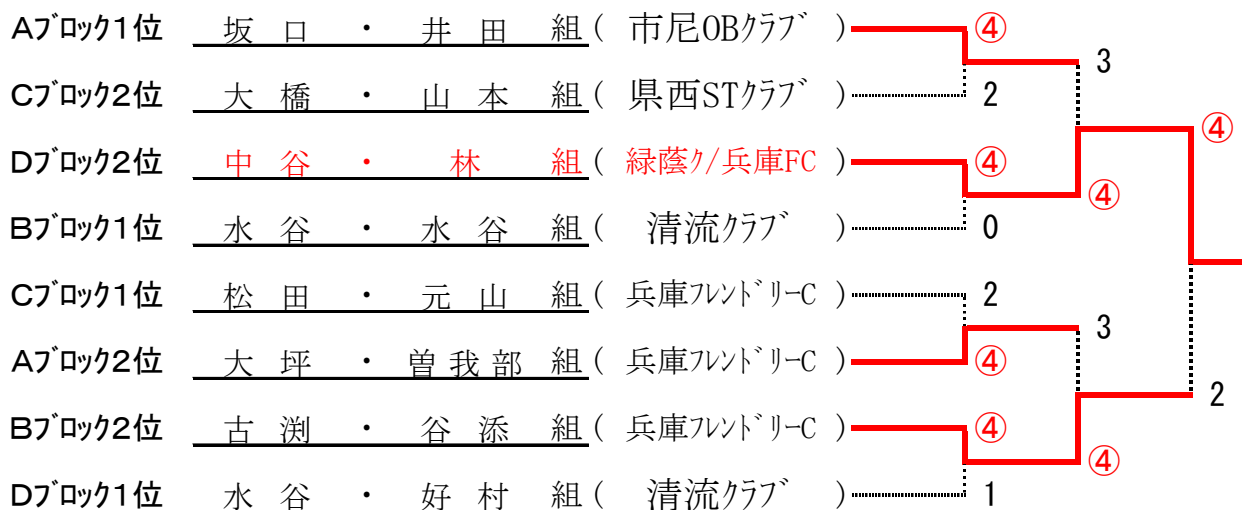 Aﾌﾞﾛｯｸ1位 坂口・井田 組 ( 市尼OBｸﾗﾌﾞ ) ④
3
Cﾌﾞﾛｯｸ2位 大橋・山本 組 ( 県西STｸﾗﾌﾞ ) 2
④
Dﾌﾞﾛｯｸ2位 中谷・林 組 ( 緑蔭ｸ/兵庫FC ) ④
④
Bﾌﾞﾛｯｸ1位 水谷・水谷 組 ( 清流ｸﾗﾌﾞ ) 0
Cﾌﾞﾛｯｸ1位 松田・元山 組 ( 兵庫ﾌﾚﾝﾄﾞﾘｰC ) 2
3
Aﾌﾞﾛｯｸ2位 大坪・曽我部 組 ( 兵庫ﾌﾚﾝﾄﾞﾘｰC ) ④
2
Bﾌﾞﾛｯｸ2位 古渕・谷添 組 ( 兵庫ﾌﾚﾝﾄﾞﾘｰC ) ④
④
Dﾌﾞﾛｯｸ1位 水谷・好村 組 ( 清流ｸﾗﾌﾞ ) 1